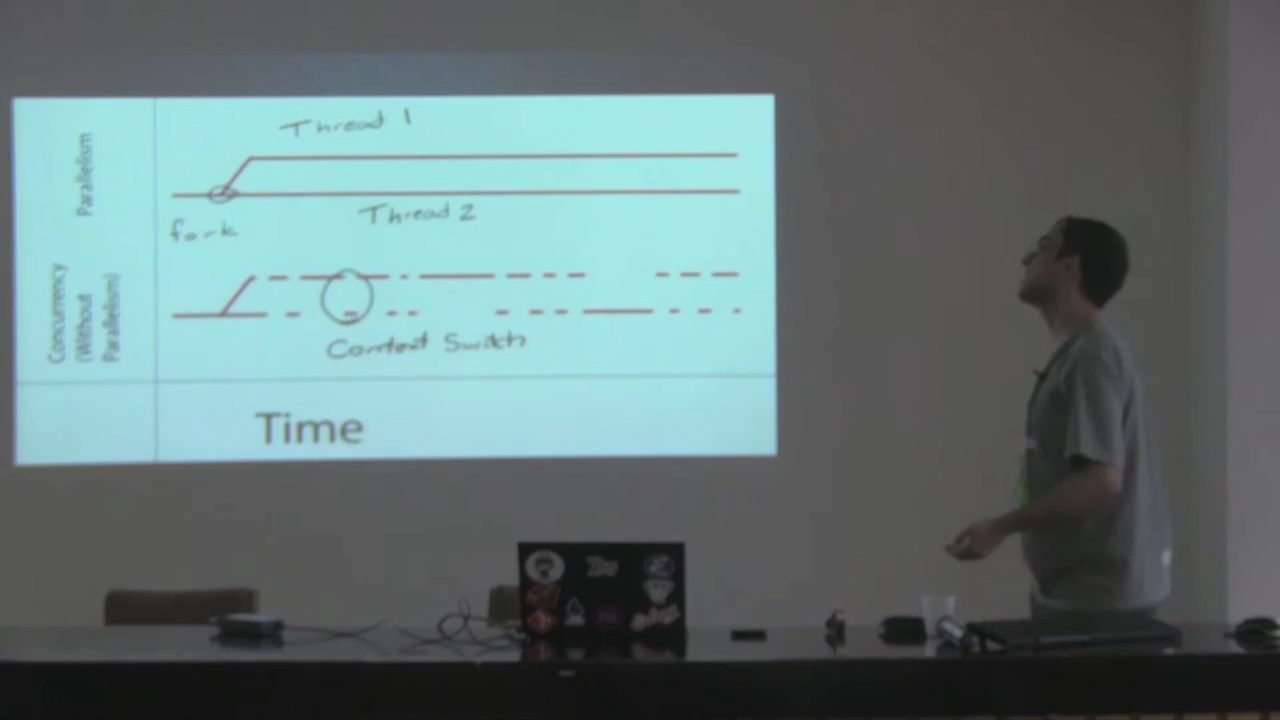 Parallelism
Thread 1
fork
Thread 2
Concurrency
(Without
Parallelism)
Context Switch
Time